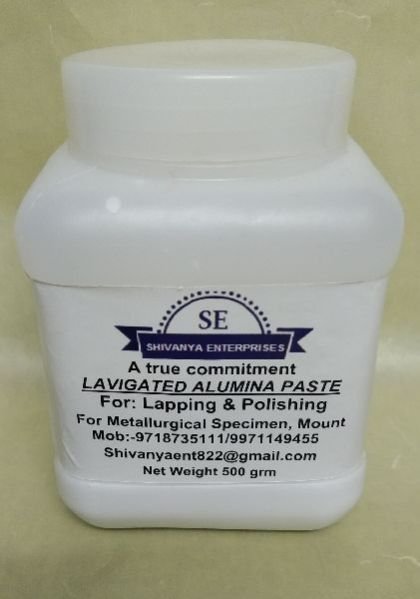 SE
SHIVANYA ENTERPRISES
A true commitment
LAVIGATED ALUMINA PASTE
For: Lapping & Polishing
For Metallurgical Specimen, Mount
Mob:-9718735111/9971149455
Shivanyaent822@gmail.com
Net Weight 500 grm